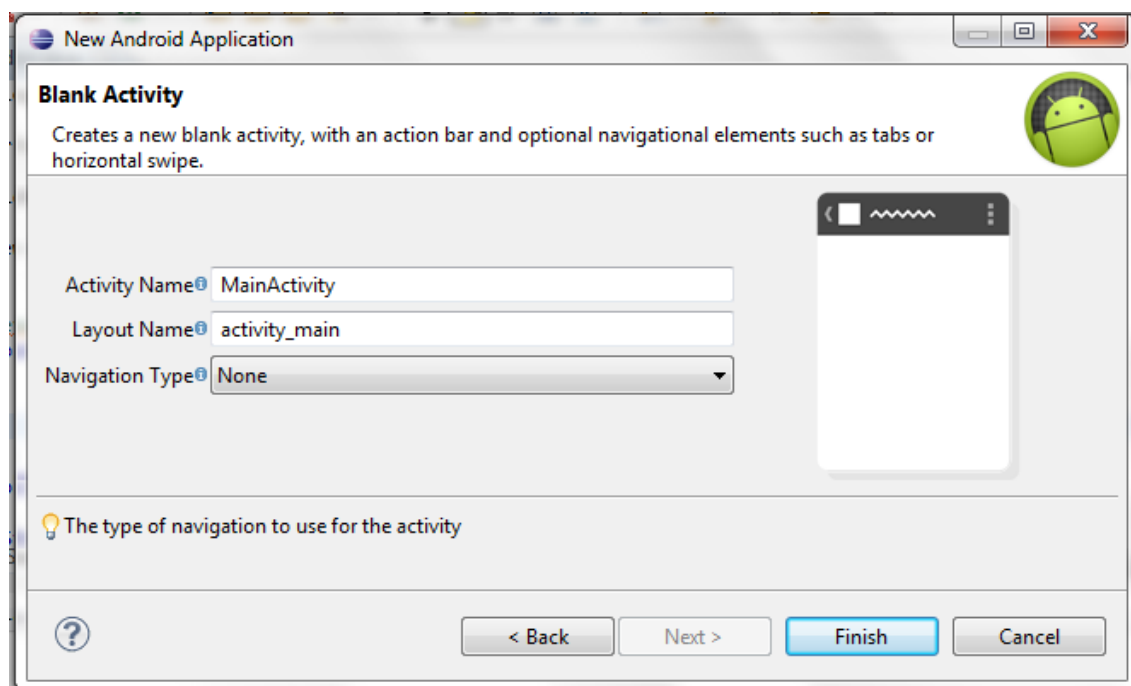 New Android Application
Blank Activity
Creates a new blank activity, with an action bar and optional navigational elements such as tabs or
horizontal swipe.
Activity Name MainActivity
Layout Name activity_main
Navigation Type None
The type of navigation to use for the activity
< Back Next > Finish Cancel